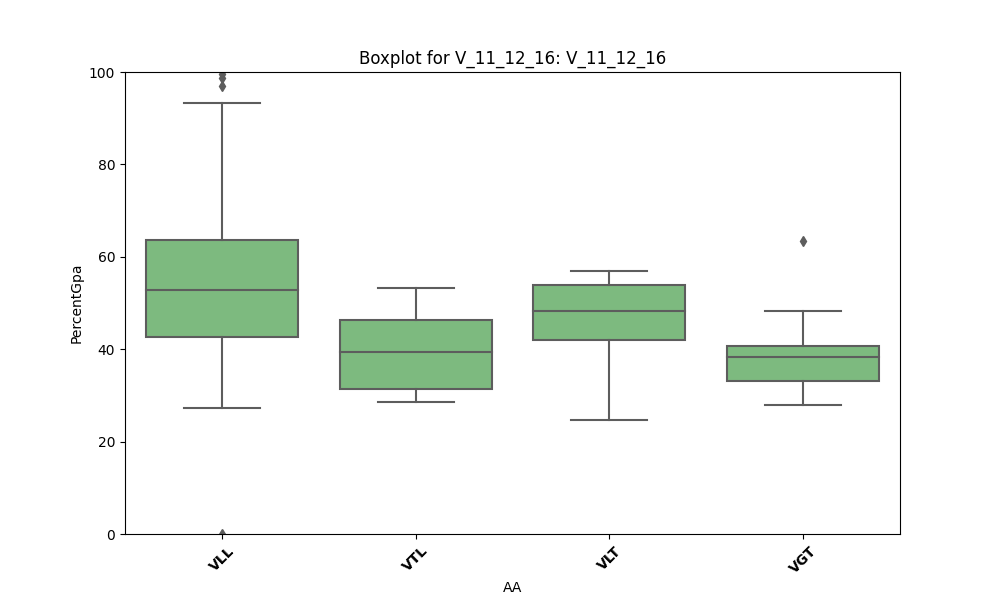 Boxplot for V_11_12_16: V_11_12_16
100
80
60
40
20
0
PercentGpa
VLL
VTL
VLT
VGT
AA